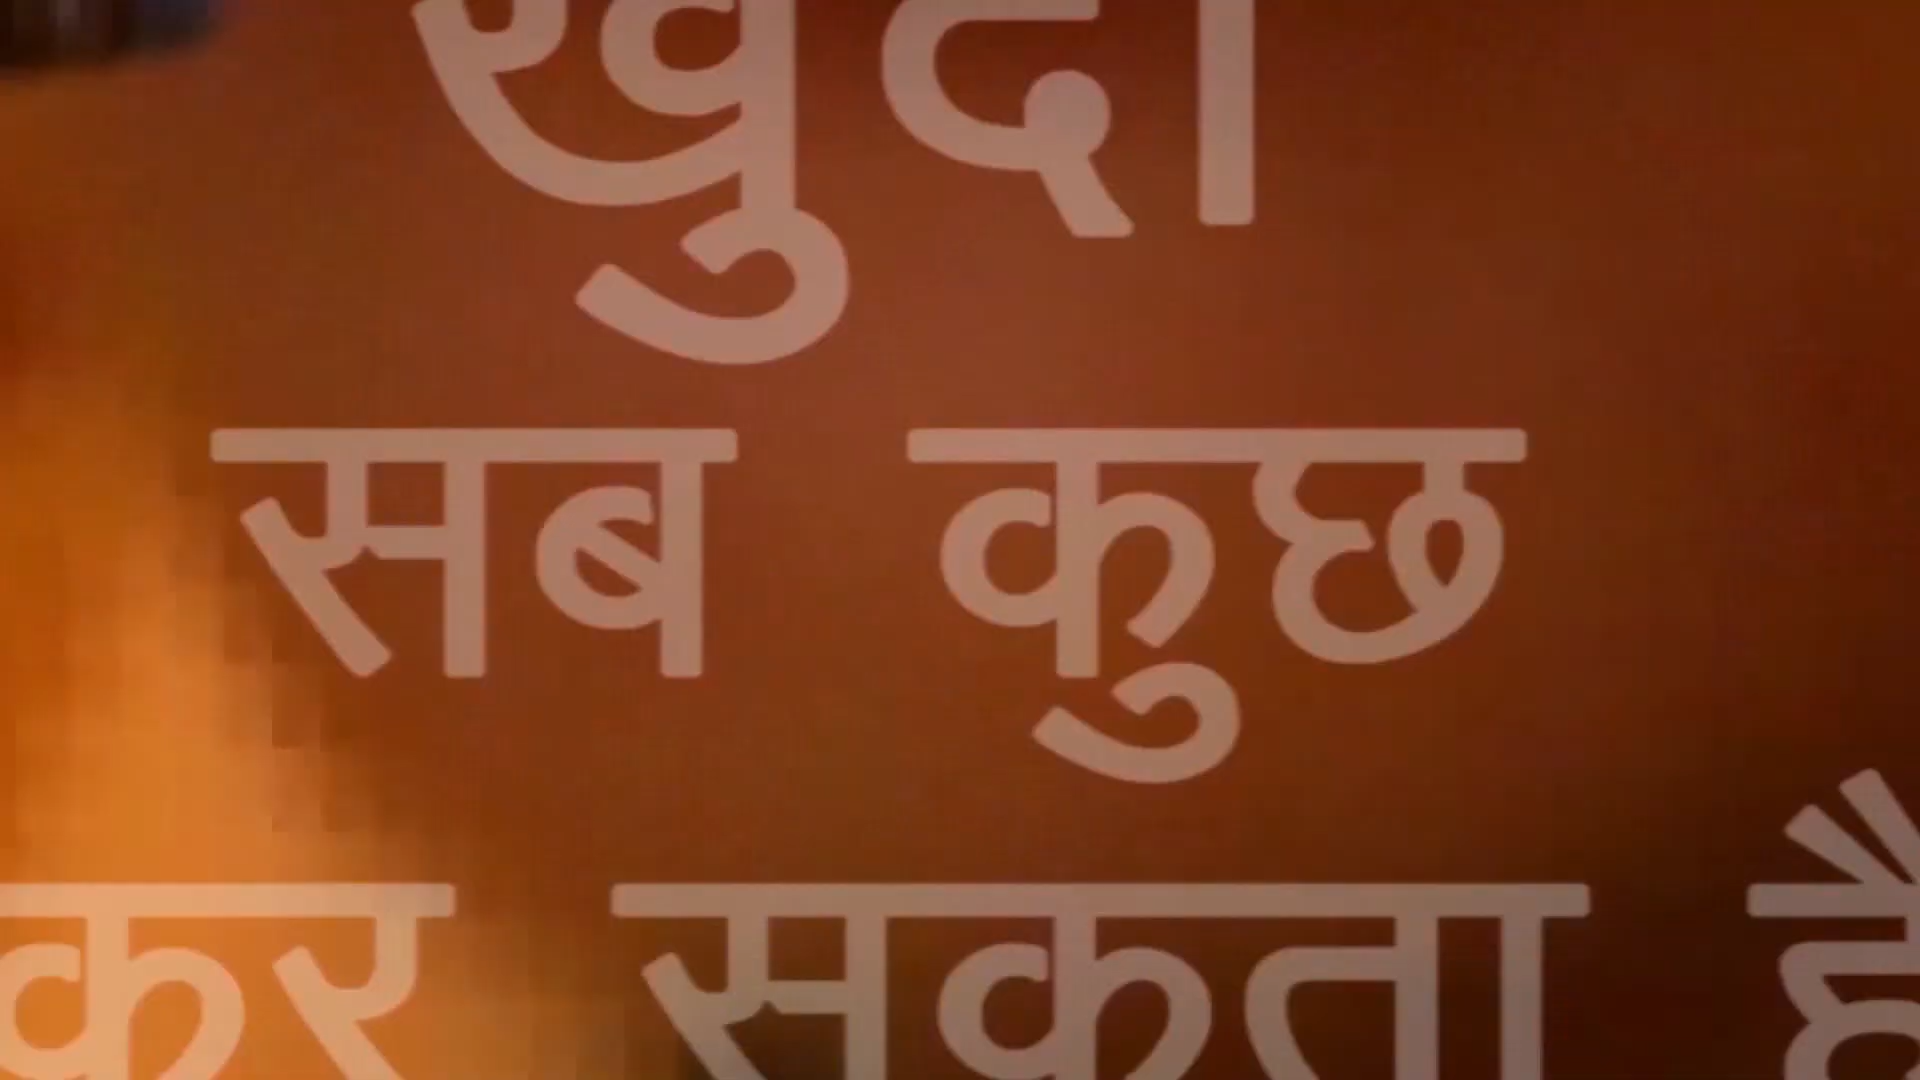 खुदा
सब कुछ
कर सकता है